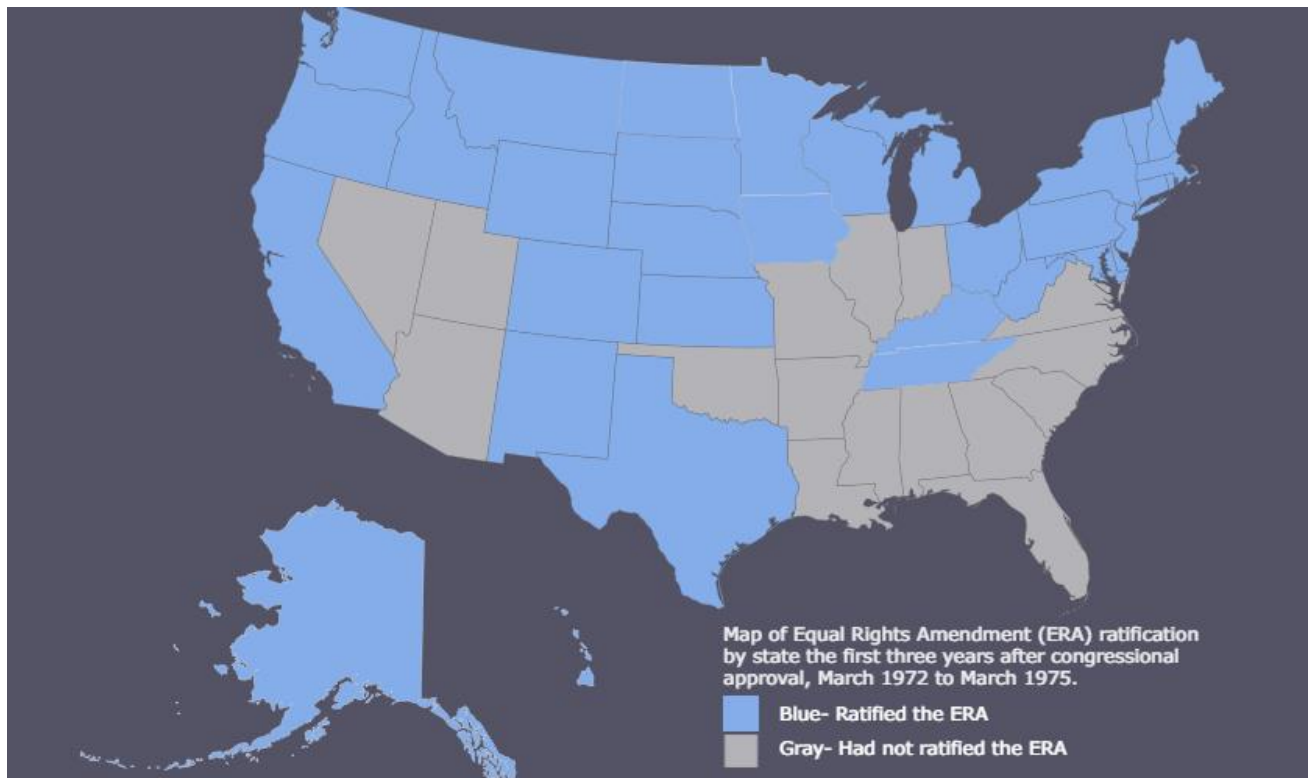 Map of Equal Rights Amendment (ERA) ratification
by state the first three years after congressional
approval, March 1972 to March 1975.
Blue- Ratified the ERA
Gray- Had not ratified the ERA